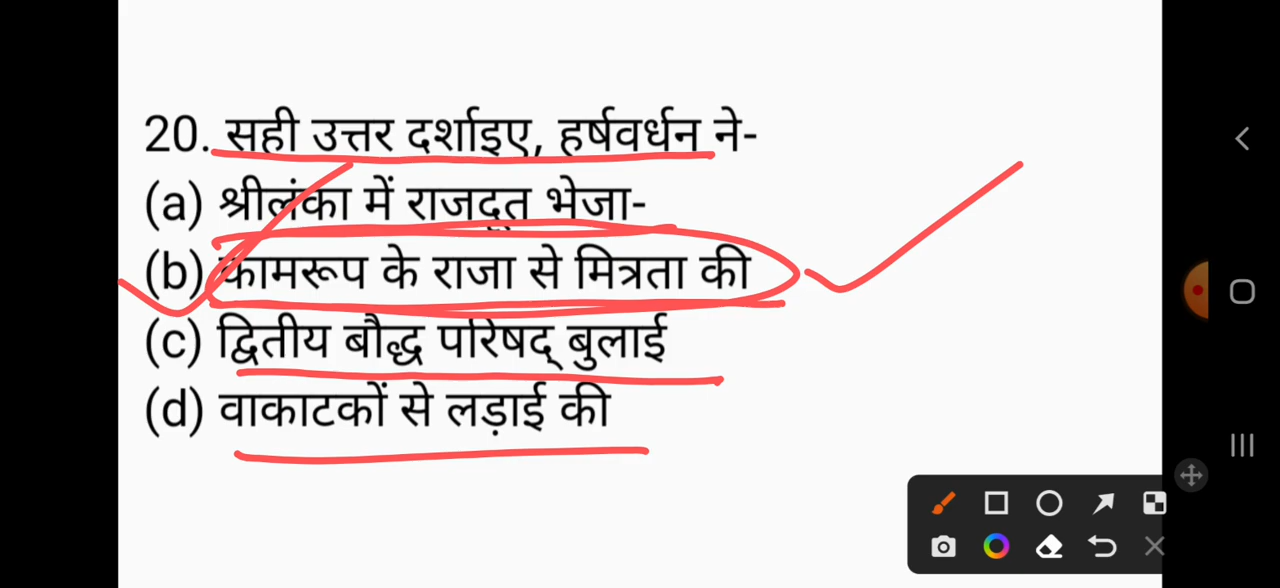 20. सही उत्तर दर्शाइए, हर्षवर्धन ने-
(a) श्रीलंका में राजदूत भेजा-
(b) कामरूप के राजा से मित्रता की
(c) द्वितीय बौद्ध परिषद् बुलाई
(d) वाकाटकों से लड़ाई की